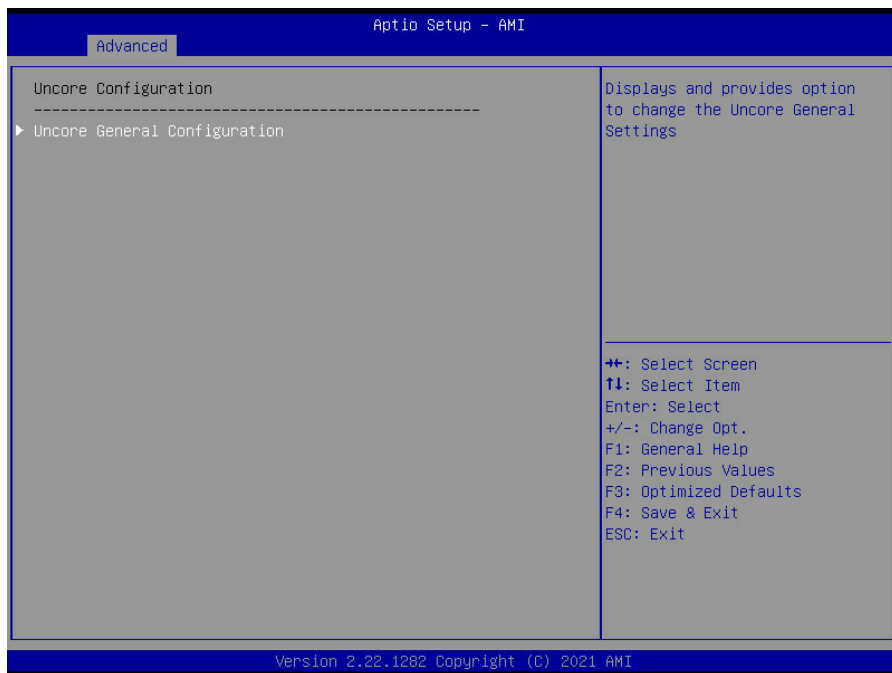 Aptio Setup – AMI
Advanced
Uncore Configuration
--------------------------------------------------
▶ Uncore General Configuration
Displays and provides option
to change the Uncore General
Settings
→←: Select Screen
↑↓: Select Item
Enter: Select
+/-: Change Opt.
F1: General Help
F2: Previous Values
F3: Optimized Defaults
F4: Save & Exit
ESC: Exit
Version 2.22.1282 Copyright (C) 2021 AMI